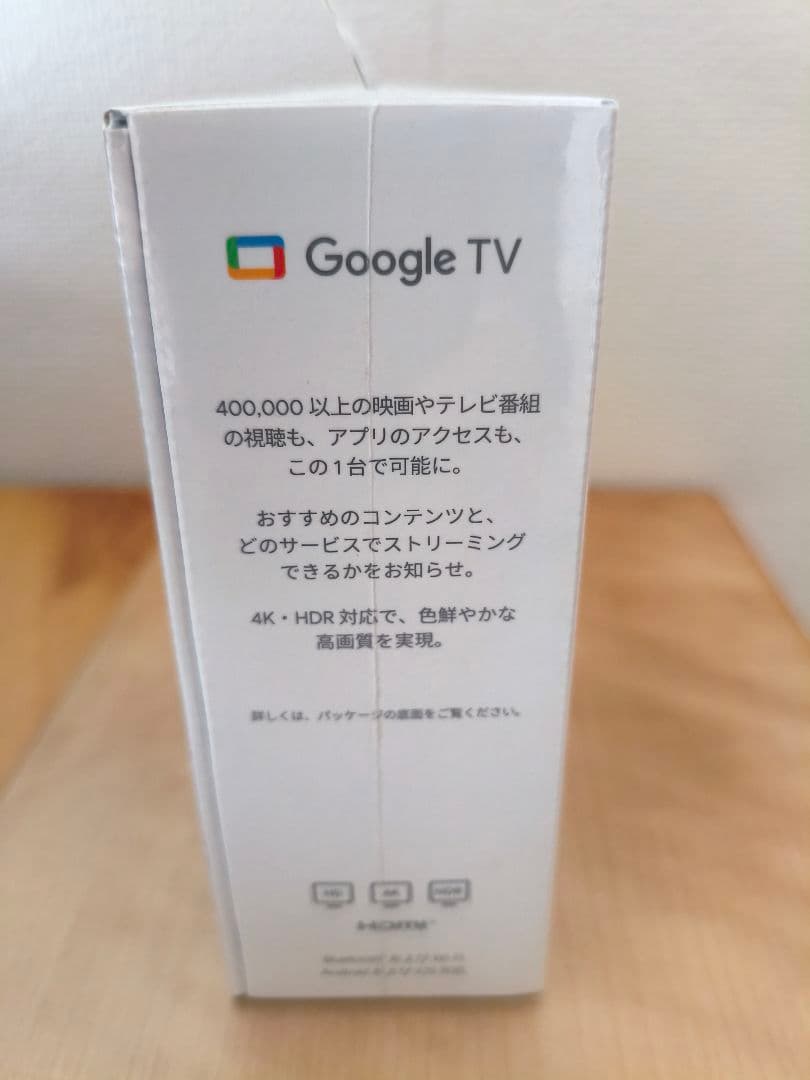 Google TV
400,000 以上の映画やテレビ番組
の視聴も、アプリのアクセスも、
この1台で可能に。
おすすめのコンテンツと、
どのサービスでストリーミング
できるかをお知らせ。
4K・HDR 対応で、色鮮やかな
高画質を実現。
詳しくは、パッケージの底面をご覧ください。
HD 4K HDR
HDMI™